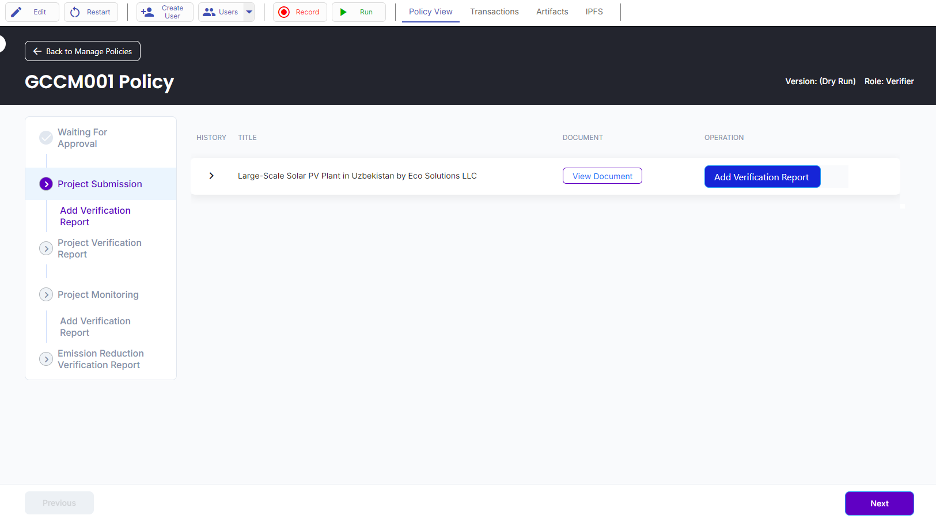 Edit
Restart
Create
User
Users
Record
Run
Policy View
Transactions
Artifacts
IPFS
Back to Manage Policies
GCCM001 Policy
Version: (Dry Run) Role: Verifier
Waiting For
Approval
Project Submission
Add Verification
Report
Project Verification
Report
Project Monitoring
Add Verification
Report
Emission Reduction
Verification Report
HISTORY TITLE DOCUMENT OPERATION
Large-Scale Solar PV Plant in Uzbekistan by Eco Solutions LLC View Document Add Verification Report
Previous
Next